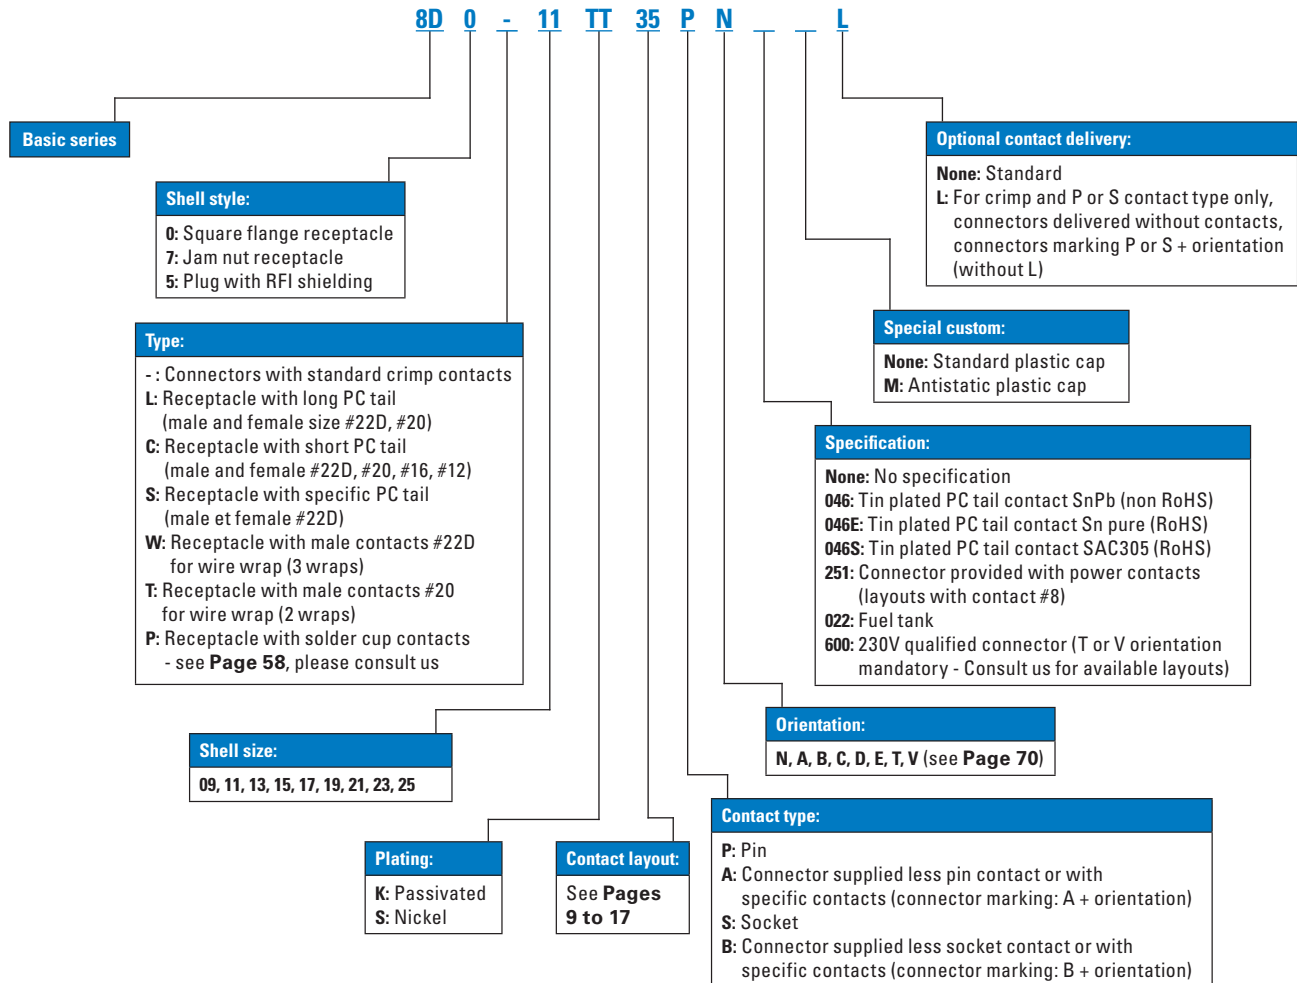 8D 0 - 11 TT 35 P N _ _ L
Basic series
Shell style:
0: Square flange receptacle
7: Jam nut receptacle
5: Plug with RFI shielding
Type:
- : Connectors with standard crimp contacts
L: Receptacle with long PC tail
(male and female size #22D, #20)
C: Receptacle with short PC tail
(male and female #22D, #20, #16, #12)
S: Receptacle with specific PC tail
(male et female #22D)
W: Receptacle with male contacts #22D
for wire wrap (3 wraps)
T: Receptacle with male contacts #20
for wire wrap (2 wraps)
P: Receptacle with solder cup contacts
- see Page 58, please consult us
Shell size:
09, 11, 13, 15, 17, 19, 21, 23, 25
Plating:
K: Passivated
S: Nickel
Contact layout:
See Pages
9 to 17
Optional contact delivery:
None: Standard
L: For crimp and P or S contact type only,
connectors delivered without contacts,
connectors marking P or S + orientation
(without L)
Special custom:
None: Standard plastic cap
M: Antistatic plastic cap
Specification:
None: No specification
046: Tin plated PC tail contact SnPb (non RoHS)
046E: Tin plated PC tail contact Sn pure (RoHS)
046S: Tin plated PC tail contact SAC305 (RoHS)
251: Connector provided with power contacts
(layouts with contact #8)
022: Fuel tank
600: 230V qualified connector (T or V orientation
mandatory - Consult us for available layouts)
Orientation:
N, A, B, C, D, E, T, V (see Page 70)
Contact type:
P: Pin
A: Connector supplied less pin contact or with
specific contacts (connector marking: A + orientation)
S: Socket
B: Connector supplied less socket contact or with
specific contacts (connector marking: B + orientation)